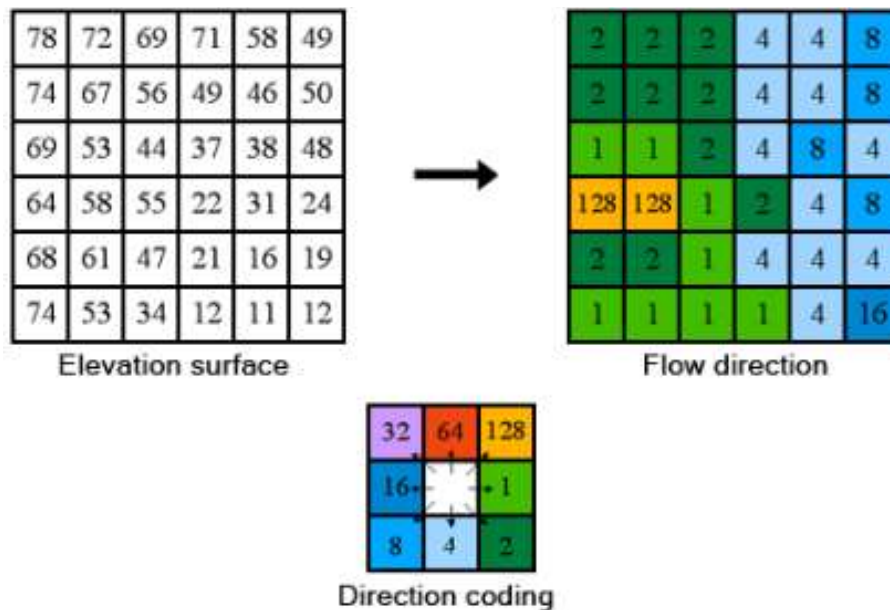 78 72 69 71 58 49
74 67 56 49 46 50
69 53 44 37 38 48
64 58 55 22 31 24
68 61 47 21 16 19
74 53 34 12 11 12
Elevation surface
2 2 2 4 4 8
2 2 2 4 4 8
1 1 2 4 8 4
128 128 1 2 4 8
2 2 1 4 4 4
1 1 1 1 4 16
Flow direction
32 64 128
16 1
8 4 2
Direction coding